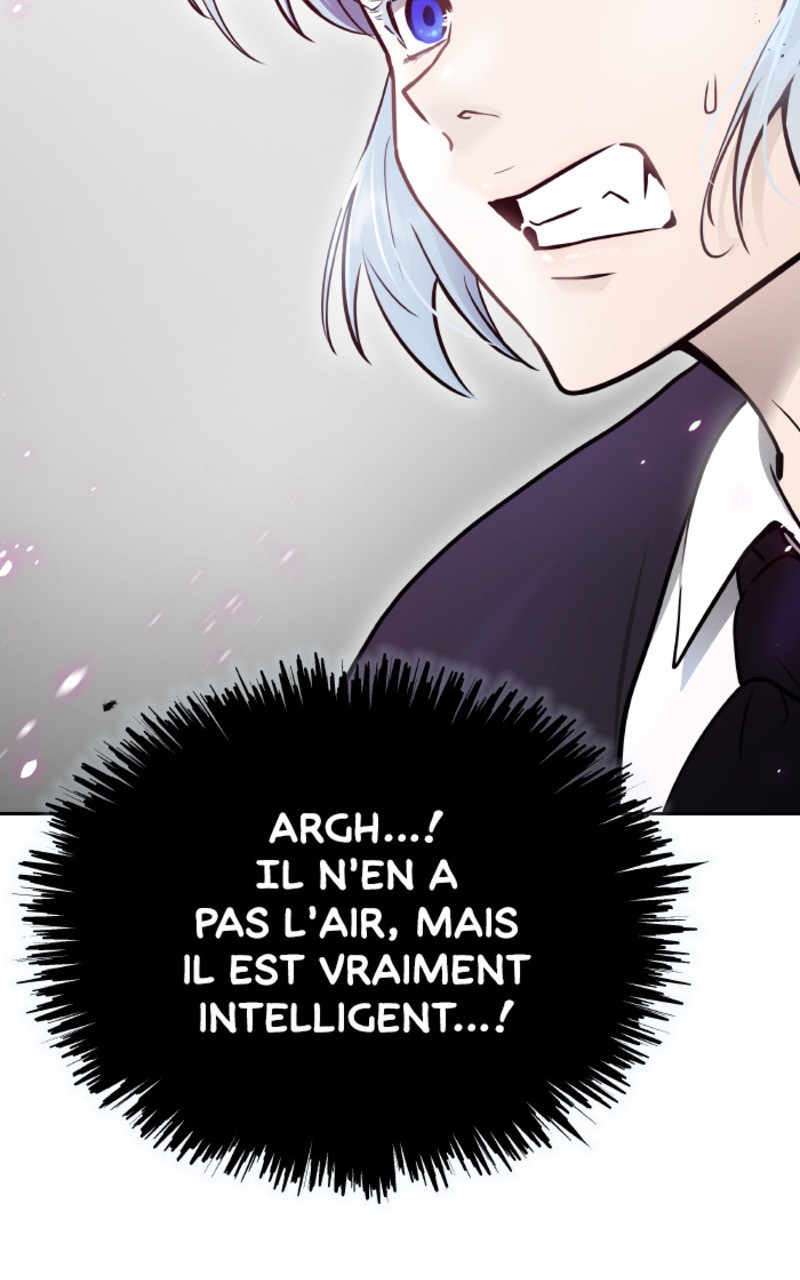 ARGH...!
IL N'EN A
PAS L'AIR, MAIS
IL EST VRAIMENT
INTELLIGENT...!